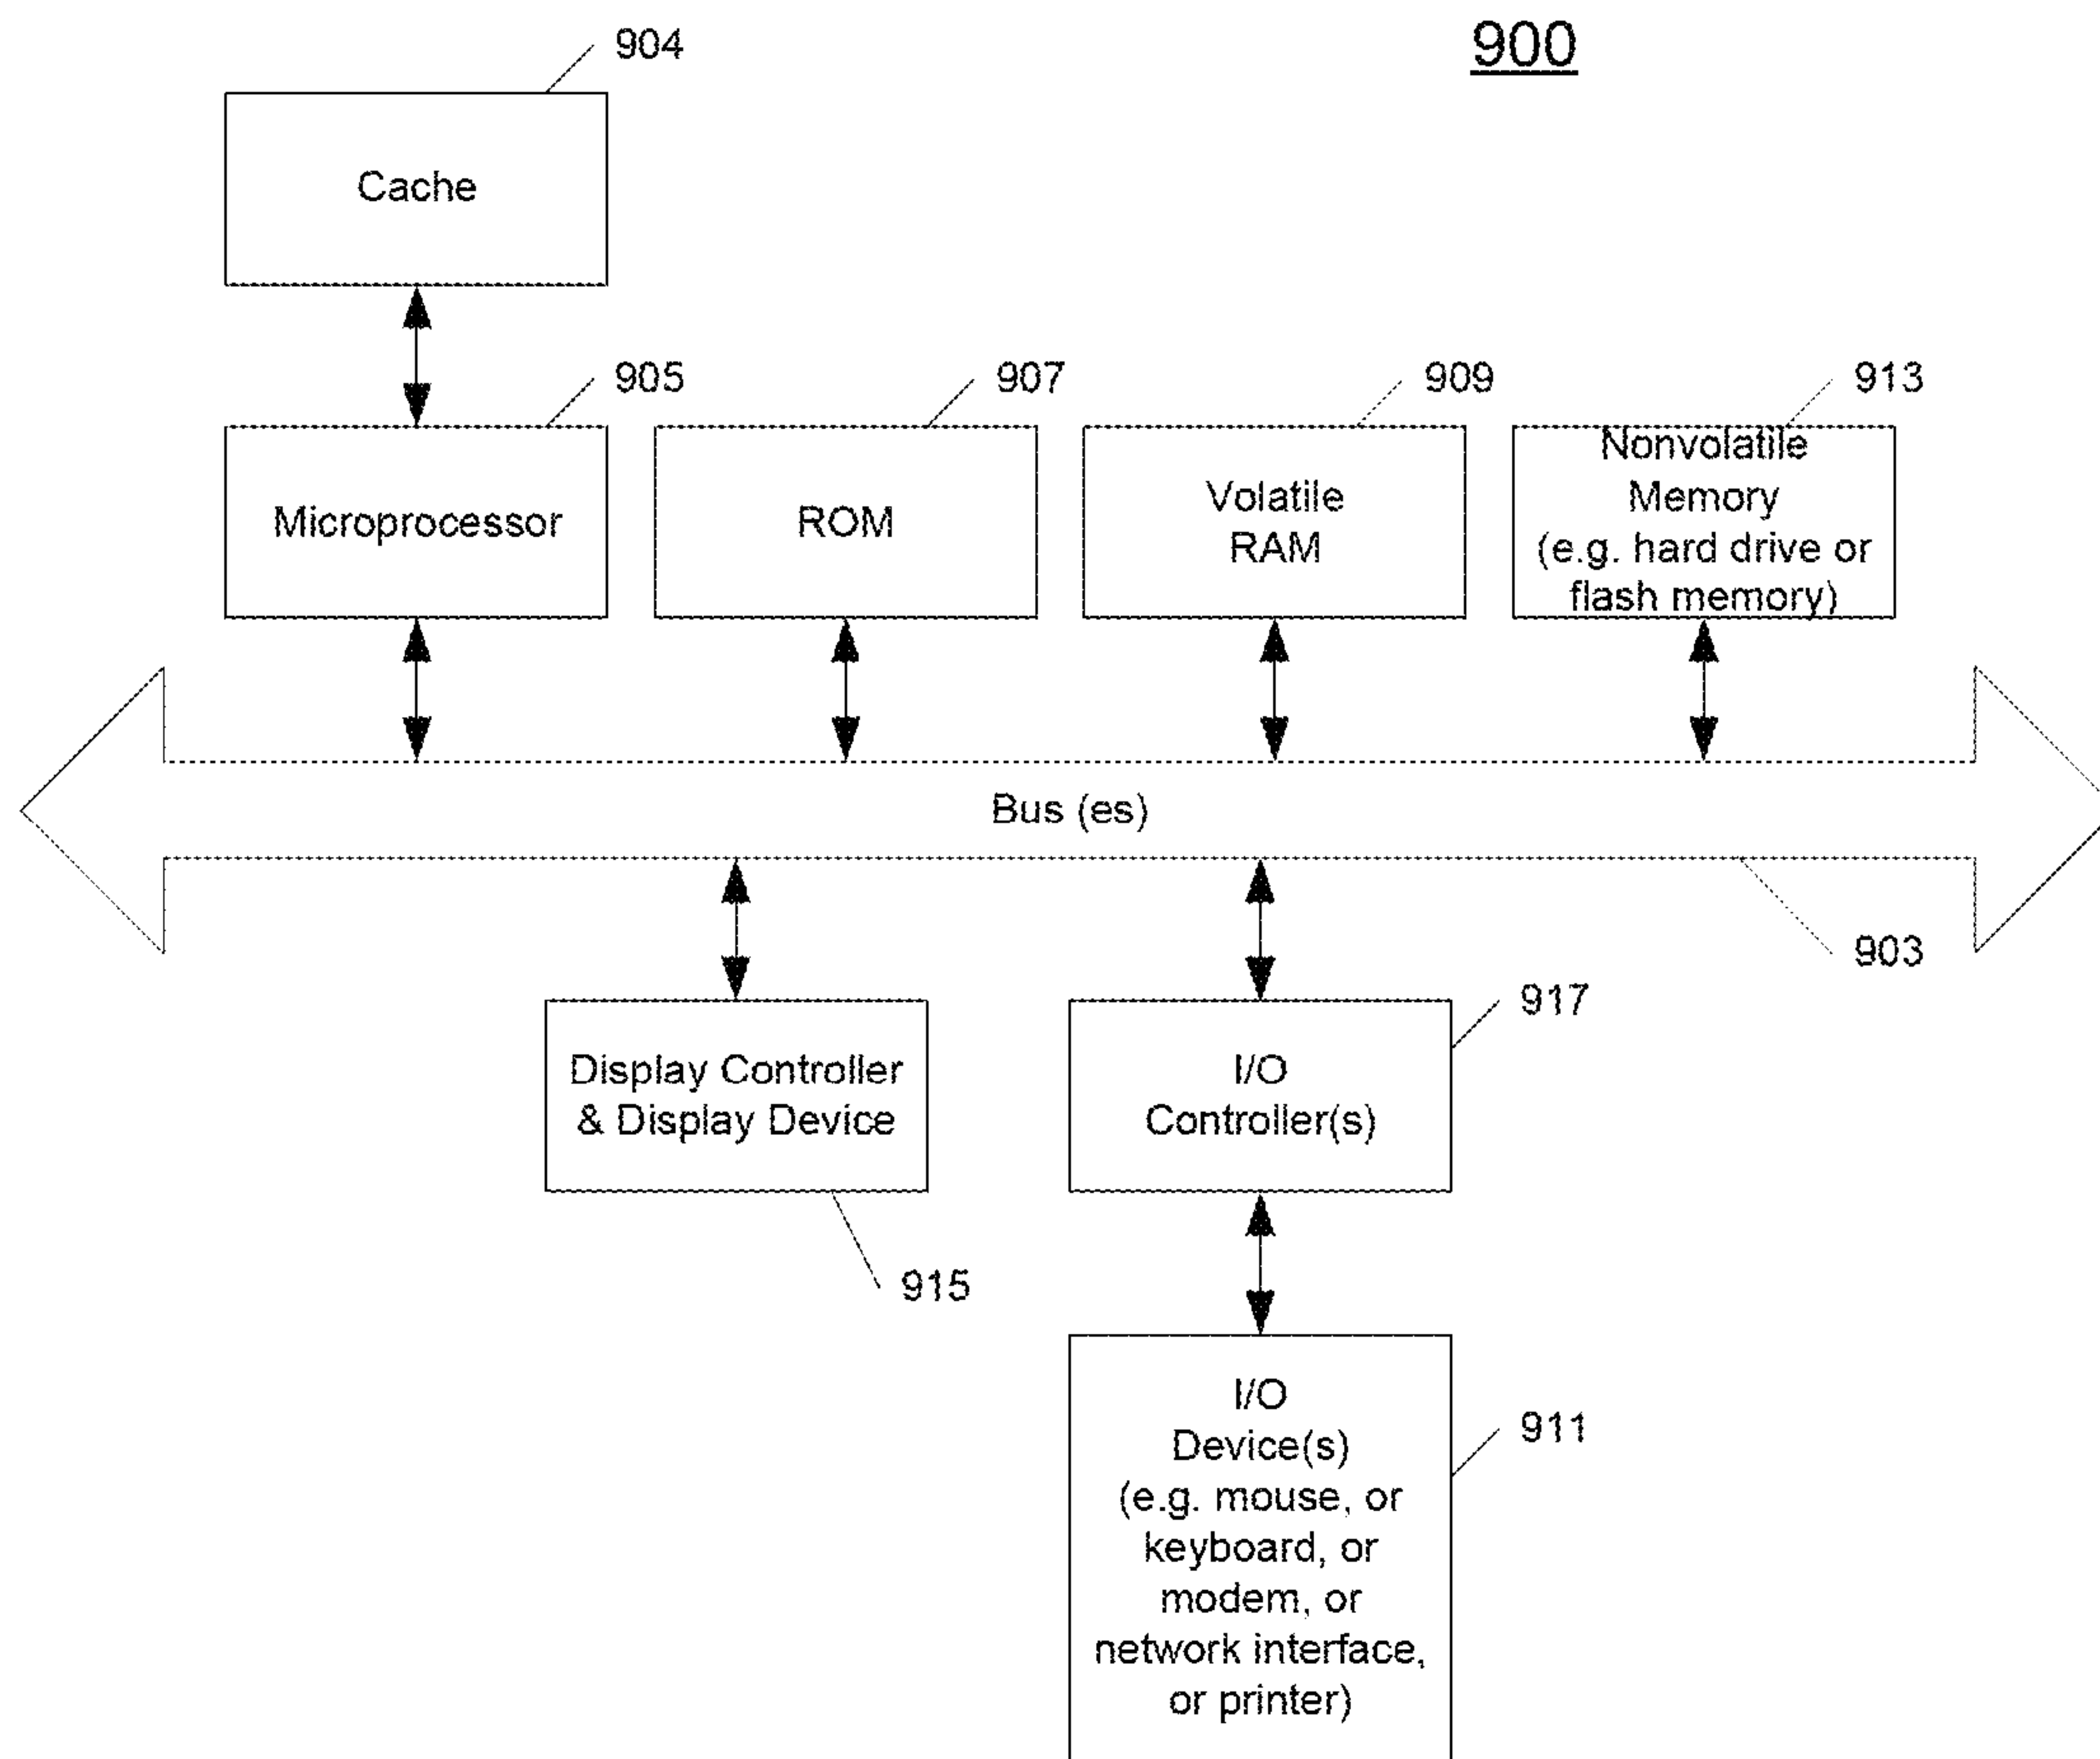 900
904
Cache
905
907
909
913
Microprocessor
ROM
Volatile
RAM
Nonvolatile
Memory
(e.g. hard drive or
flash memory)
Bus (es)
903
917
Display Controller
& Display Device
I/O
Controller(s)
915
I/O
Device(s)
(e.g. mouse, or
keyboard, or
modem, or
network interface,
or printer)
911